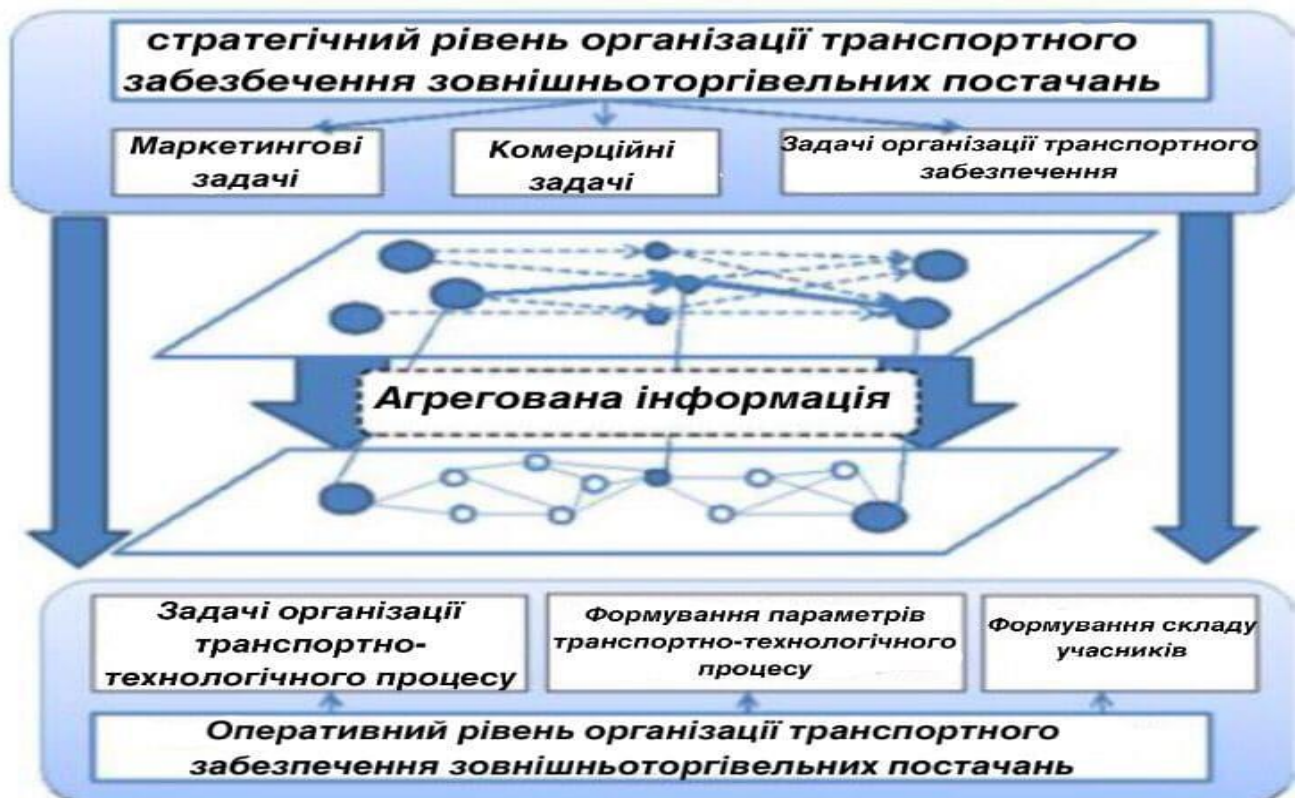 стратегічний рівень організації транспортного
забезбечення зовнішньоторгівельних постачань
Маркетингові
задачі
Комерційні
задачі
Задачі організації транспортного
забезпечення
Агрегована інформація
Задачі організації
транспортно-
технологічного процесу
Формування параметрів
транспортно-технологічного
процесу
Формування складу
учасників
Оперативний рівень організації транспортного
забезпечення зовнішньоторгівельних постачань